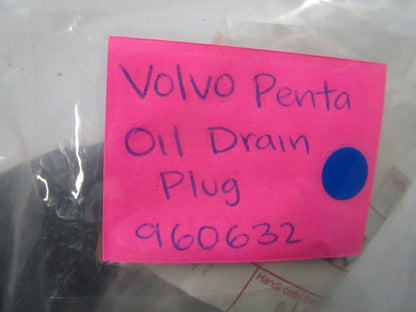 Volvo Penta
Oil Drain
Plug
960632